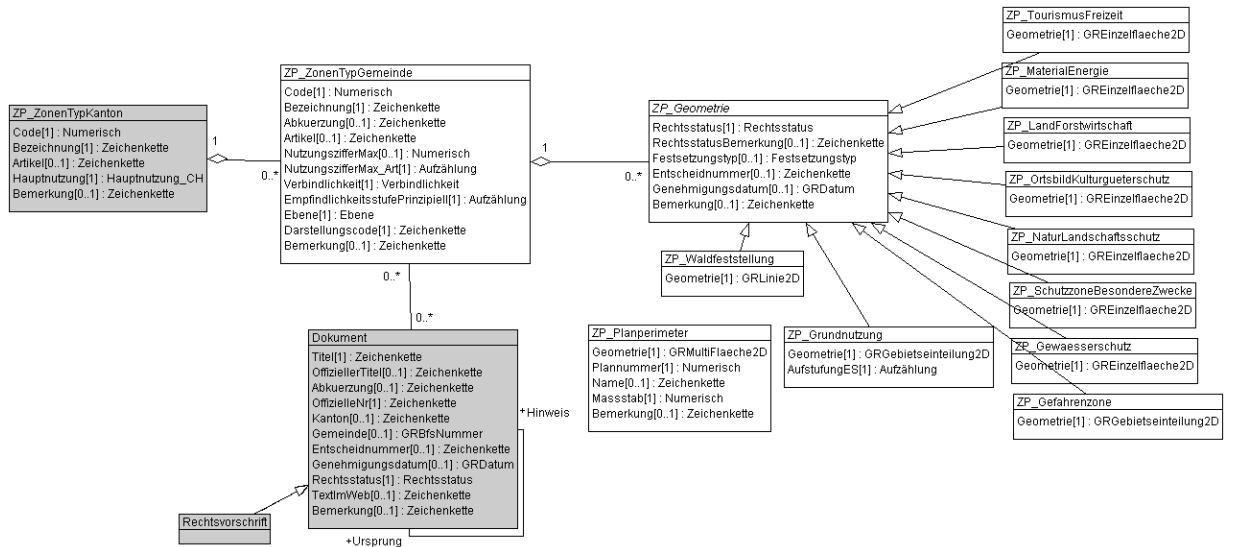 ZP_ZonenTypKanton
Code[1] : Numerisch
Bezeichnung[1] : Zeichenkette
Artikel[0..1] : Zeichenkette
Hauptnutzung[1] : Hauptnutzung_CH
Bemerkung[0..1] : Zeichenkette
1
0..*
ZP_ZonenTypGemeinde
Code[1] : Numerisch
Bezeichnung[1] : Zeichenkette
Abkuerzung[0..1] : Zeichenkette
Artikel[0..1] : Zeichenkette
NutzungszifferMax[0..1] : Numerisch
NutzungszifferMax_Art[1] : Aufzählung
Verbindlichkeit[1] : Verbindlichkeit
EmpfindlichkeitsstufePrinzipiell[1] : Aufzählung
Ebene[1] : Ebene
Darstellungscode[1] : Zeichenkette
Bemerkung[0..1] : Zeichenkette
1
0..*
0..*
0..*
ZP_Geometrie
Rechtsstatus[1] : Rechtsstatus
RechtsstatusBemerkung[0..1] : Zeichenkette
Festsetzungstyp[0..1] : Festsetzungstyp
Entscheidnummer[0..1] : Zeichenkette
Genehmigungsdatum[0..1] : GRDatum
Bemerkung[0..1] : Zeichenkette
ZP_TourismusFreizeit
Geometrie[1] : GREinzelflaeche2D
ZP_MaterialEnergie
Geometrie[1] : GREinzelflaeche2D
ZP_LandForstwirtschaft
Geometrie[1] : GREinzelflaeche2D
ZP_OrtsbildKulturgueterschutz
Geometrie[1] : GREinzelflaeche2D
ZP_NaturLandschaftsschutz
Geometrie[1] : GREinzelflaeche2D
ZP_SchutzzoneBesondereZwecke
Geometrie[1] : GREinzelflaeche2D
ZP_Gewaesserschutz
Geometrie[1] : GREinzelflaeche2D
ZP_Gefahrenzone
Geometrie[1] : GRGebietseinteilung2D
ZP_Waldfeststellung
Geometrie[1] : GRLinie2D
ZP_Planperimeter
Geometrie[1] : GRMultiFlaeche2D
Plannummer[1] : Numerisch
Name[0..1] : Zeichenkette
Massstab[1] : Numerisch
Bemerkung[0..1] : Zeichenkette
ZP_Grundnutzung
Geometrie[1] : GRGebietseinteilung2D
AufstufungES[1] : Aufzählung
Dokument
Titel[1] : Zeichenkette
OffiziellerTitel[0..1] : Zeichenkette
Abkuerzung[0..1] : Zeichenkette
OffizielleNr[1] : Zeichenkette
Kanton[0..1] : Zeichenkette
Gemeinde[0..1] : GRBfsNummer
Entscheidnummer[0..1] : Zeichenkette
Genehmigungsdatum[0..1] : GRDatum
Rechtsstatus[1] : Rechtsstatus
TextImWeb[0..1] : Zeichenkette
Bemerkung[0..1] : Zeichenkette
+Hinweis
+Ursprung
Rechtsvorschrift